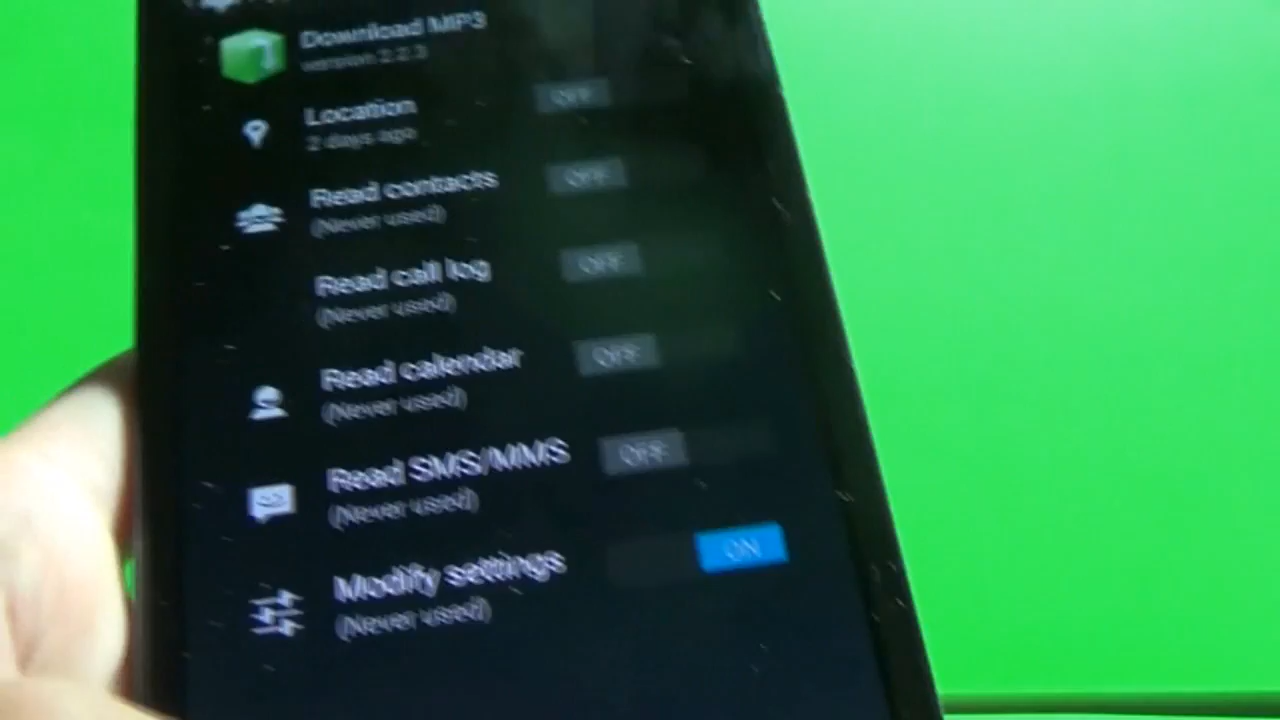 Download MP3
version 2.2.3
Location
OFF
2 days ago
Read contacts
OFF
(Never used)
Read call log
OFF
(Never used)
Read calendar
OFF
(Never used)
Read SMS/MMS
OFF
(Never used)
Modify settings
ON
(Never used)